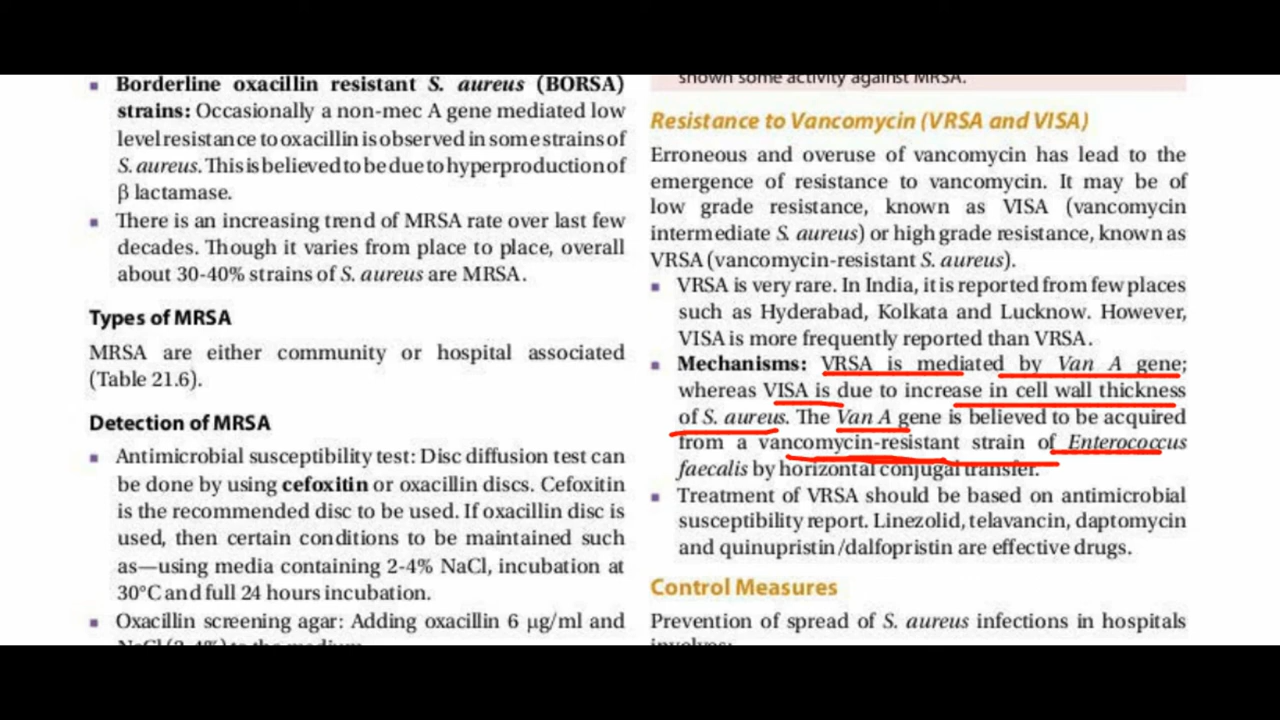 Borderline oxacillin resistant S. aureus (BORSA)
strains: Occasionally a non-mec A gene mediated low
level resistance to oxacillin is observed in some strains of
S. aureus. This is believed to be due to hyperproduction of
β lactamase.
There is an increasing trend of MRSA rate over last few
decades. Though it varies from place to place, overall
about 30-40% strains of S. aureus are MRSA.
Types of MRSA
MRSA are either community or hospital associated
(Table 21.6).
Detection of MRSA
Antimicrobial susceptibility test: Disc diffusion test can
be done by using cefoxitin or oxacillin discs. Cefoxitin
is the recommended disc to be used. If oxacillin disc is
used, then certain conditions to be maintained such
as—using media containing 2-4% NaCl, incubation at
30°C and full 24 hours incubation.
Oxacillin screening agar: Adding oxacillin 6 μg/ml and
NaCl (2-4%) to the medium.
shown some activity against MRSA.
Resistance to Vancomycin (VRSA and VISA)
Erroneous and overuse of vancomycin has lead to the
emergence of resistance to vancomycin. It may be of
low grade resistance, known as VISA (vancomycin
intermediate S. aureus) or high grade resistance, known as
VRSA (vancomycin-resistant S. aureus).
VRSA is very rare. In India, it is reported from few places
such as Hyderabad, Kolkata and Lucknow. However,
VISA is more frequently reported than VRSA.
Mechanisms: VRSA is mediated by Van A gene;
whereas VISA is due to increase in cell wall thickness
of S. aureus. The Van A gene is believed to be acquired
from a vancomycin-resistant strain of Enterococcus
faecalis by horizontal conjugal transfer.
Treatment of VRSA should be based on antimicrobial
susceptibility report. Linezolid, telavancin, daptomycin
and quinupristin/dalfopristin are effective drugs.
Control Measures
Prevention of spread of S. aureus infections in hospitals
involves: